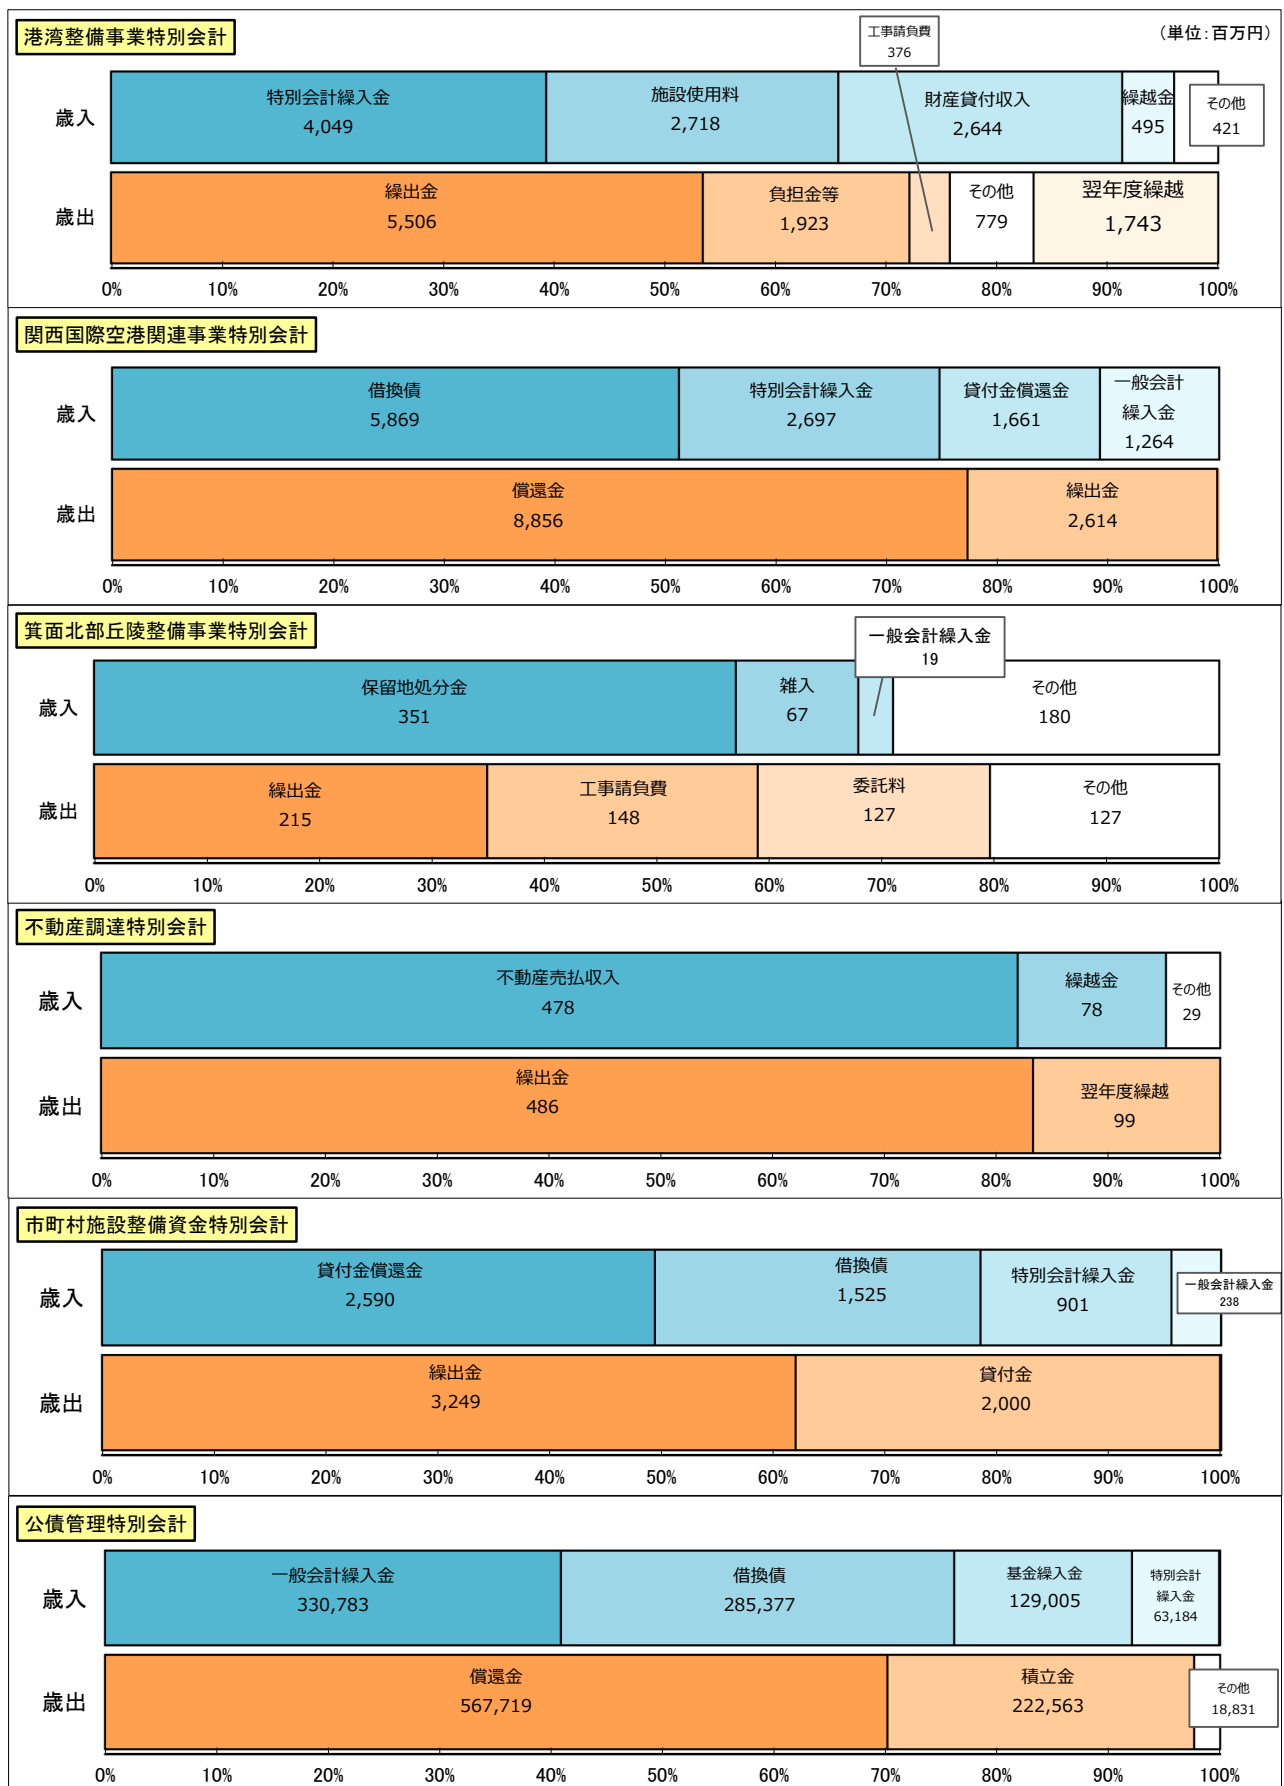 港湾整備事業特別会計
（単位：百万円）
工事請負費
376
歳入
特別会計繰入金
4,049
施設使用料
2,718
財産貸付収入
2,644
繰越金
495
その他
421
歳出
繰出金
5,506
負担金等
1,923
その他
779
翌年度繰越
1,743
0% 10% 20% 30% 40% 50% 60% 70% 80% 90% 100%
関西国際空港関連事業特別会計
歳入
借換債
5,869
特別会計繰入金
2,697
貸付金償還金
1,661
一般会計
繰入金
1,264
歳出
償還金
8,856
繰出金
2,614
0% 10% 20% 30% 40% 50% 60% 70% 80% 90% 100%
箕面北部丘陵整備事業特別会計
一般会計繰入金
19
歳入
保留地処分金
351
雑入
67
その他
180
歳出
繰出金
215
工事請負費
148
委託料
127
その他
127
0% 10% 20% 30% 40% 50% 60% 70% 80% 90% 100%
不動産調達特別会計
歳入
不動産売払収入
478
繰越金
78
その他
29
歳出
繰出金
486
翌年度繰越
99
0% 10% 20% 30% 40% 50% 60% 70% 80% 90% 100%
市町村施設整備資金特別会計
歳入
貸付金償還金
2,590
借換債
1,525
特別会計繰入金
901
一般会計繰入金
238
歳出
繰出金
3,249
貸付金
2,000
0% 10% 20% 30% 40% 50% 60% 70% 80% 90% 100%
公債管理特別会計
歳入
一般会計繰入金
330,783
借換債
285,377
基金繰入金
129,005
特別会計
繰入金
63,184
歳出
償還金
567,719
積立金
222,563
その他
18,831
0% 10% 20% 30% 40% 50% 60% 70% 80% 90% 100%